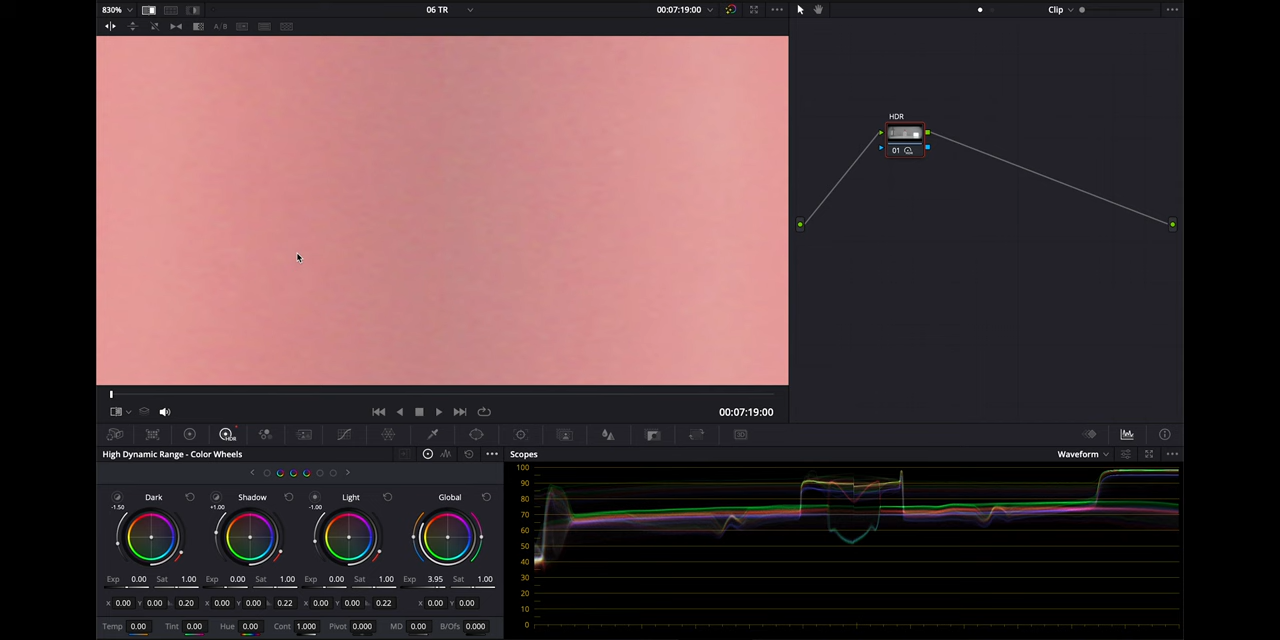 830% 06 TR 00:07:19:00 Clip
A/B
HDR
01
00:07:19:00
High Dynamic Range - Color Wheels
Scopes Waveform
Dark Shadow Light Global
-1.50 +1.00 -1.00
Exp 0.00 Sat 1.00 Exp 0.00 Sat 1.00 Exp 0.00 Sat 1.00 Exp 3.95 Sat 1.00
X 0.00 Y 0.00 0.20 X 0.00 Y 0.00 0.22 X 0.00 Y 0.00 0.22 X 0.00 Y 0.00
Temp 0.00 Tint 0.00 Hue 0.00 Cont 1.000 Pivot 0.000 MD 0.00 B/Ofs 0.000
100
90
80
70
60
50
40
30
20
10
0